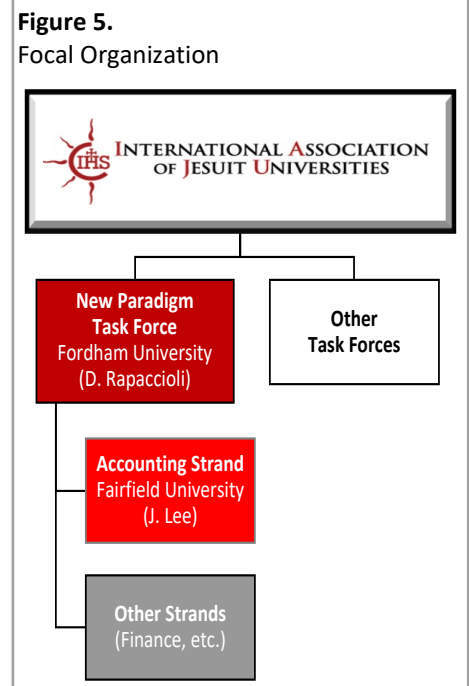 Figure 5.
Focal Organization
IHS
INTERNATIONAL ASSOCIATION
OF JESUIT UNIVERSITIES
New Paradigm
Task Force
Fordham University
(D. Rapaccioli)
Other
Task Forces
Accounting Strand
Fairfield University
(J. Lee)
Other Strands
(Finance, etc.)